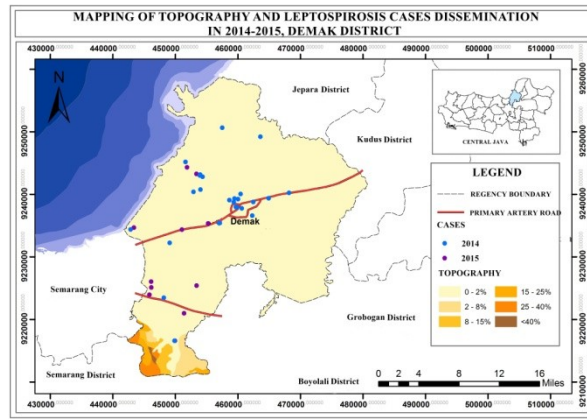 MAPPING OF TOPOGRAPHY AND LEPTOSPIROSIS CASES DISSEMINATION
IN 2014-2015, DEMAK DISTRICT
430000 440000 450000 460000 470000 480000 490000 500000 510000
N
Jepara District
Kudus District
CENTRAL JAVA
9250000
9250000
9240000
9240000
Demak
LEGEND
REGENCY BOUNDARY
PRIMARY ARTERY ROAD
CASES
2014
2015
TOPOGRAPHY
0 - 2%
2 - 8%
8 - 15%
15 - 25%
25 - 40%
<40%
9230000
9230000
Semarang City
9220000
9220000
Grobogan District
Semarang District
Boyolali District
0 2 4 8 12 16
Miles
9210000
430000 440000 450000 460000 470000 480000 490000 500000 510000